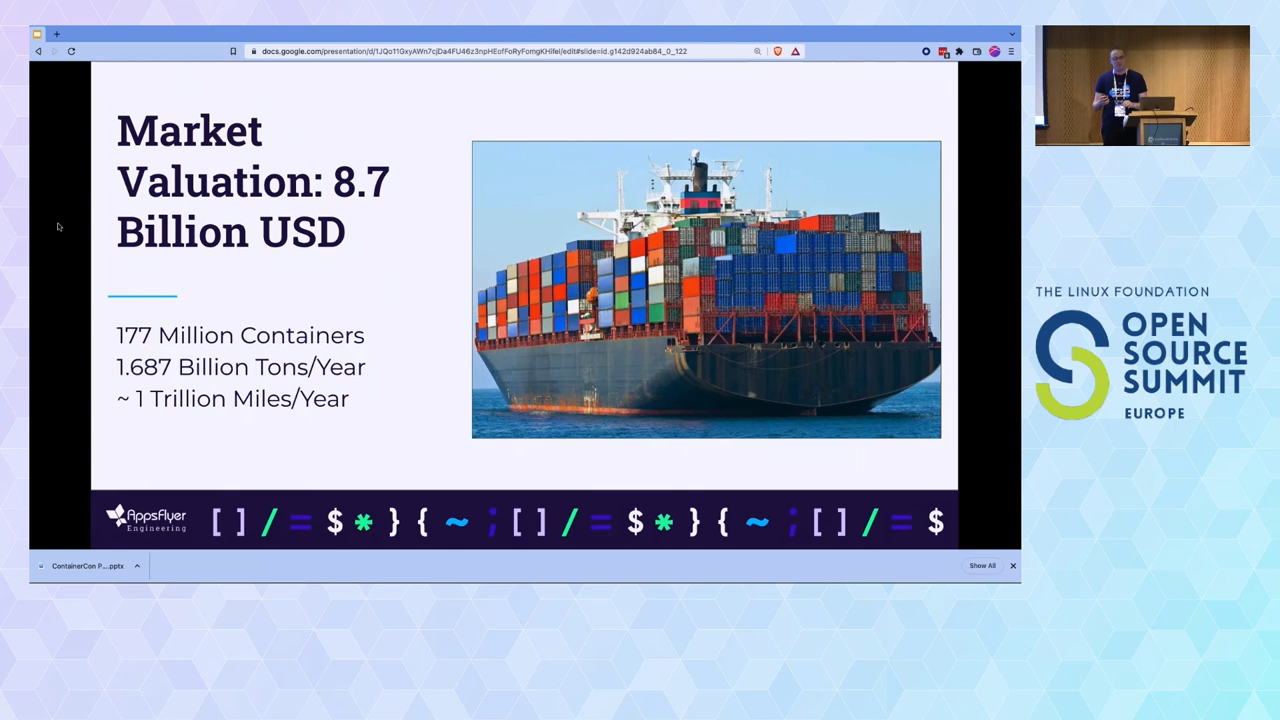 docs.google.com/presentation/d/1JQo11GxyAWn7cjDa4FU46z3npHEofFoRyFomgKHifeI/edit#slide=id.g142d924ab84_0_122
Market
Valuation: 8.7
Billion USD
177 Million Containers
1.687 Billion Tons/Year
~ 1 Trillion Miles/Year
AppsFlyer
Engineering
[ ] / = $ * } { ~ ; [ ] / = $ * } { ~ ; [ ] / = $
ContainerCon P....pptx
Show All
THE LINUX FOUNDATION
OPEN
SOURCE
SUMMIT
EUROPE